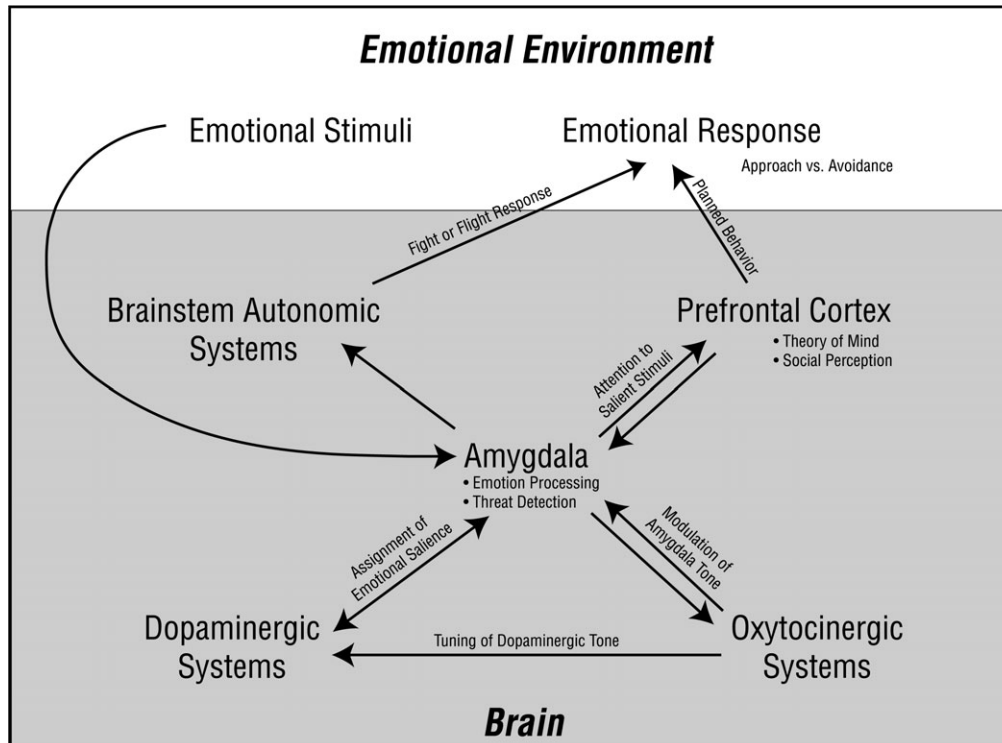 Emotional Environment
Emotional Stimuli
Emotional Response
Approach vs. Avoidance
Fight or Flight Response
Planned Behavior
Brainstem Autonomic
Systems
Prefrontal Cortex
• Theory of Mind
• Social Perception
Attention to
Salient Stimuli
Amygdala
• Emotion Processing
• Threat Detection
Assignment of
Emotional Salience
Modulation of
Amygdala Tone
Dopaminergic
Systems
Tuning of Dopaminergic Tone
Oxytocinergic
Systems
Brain